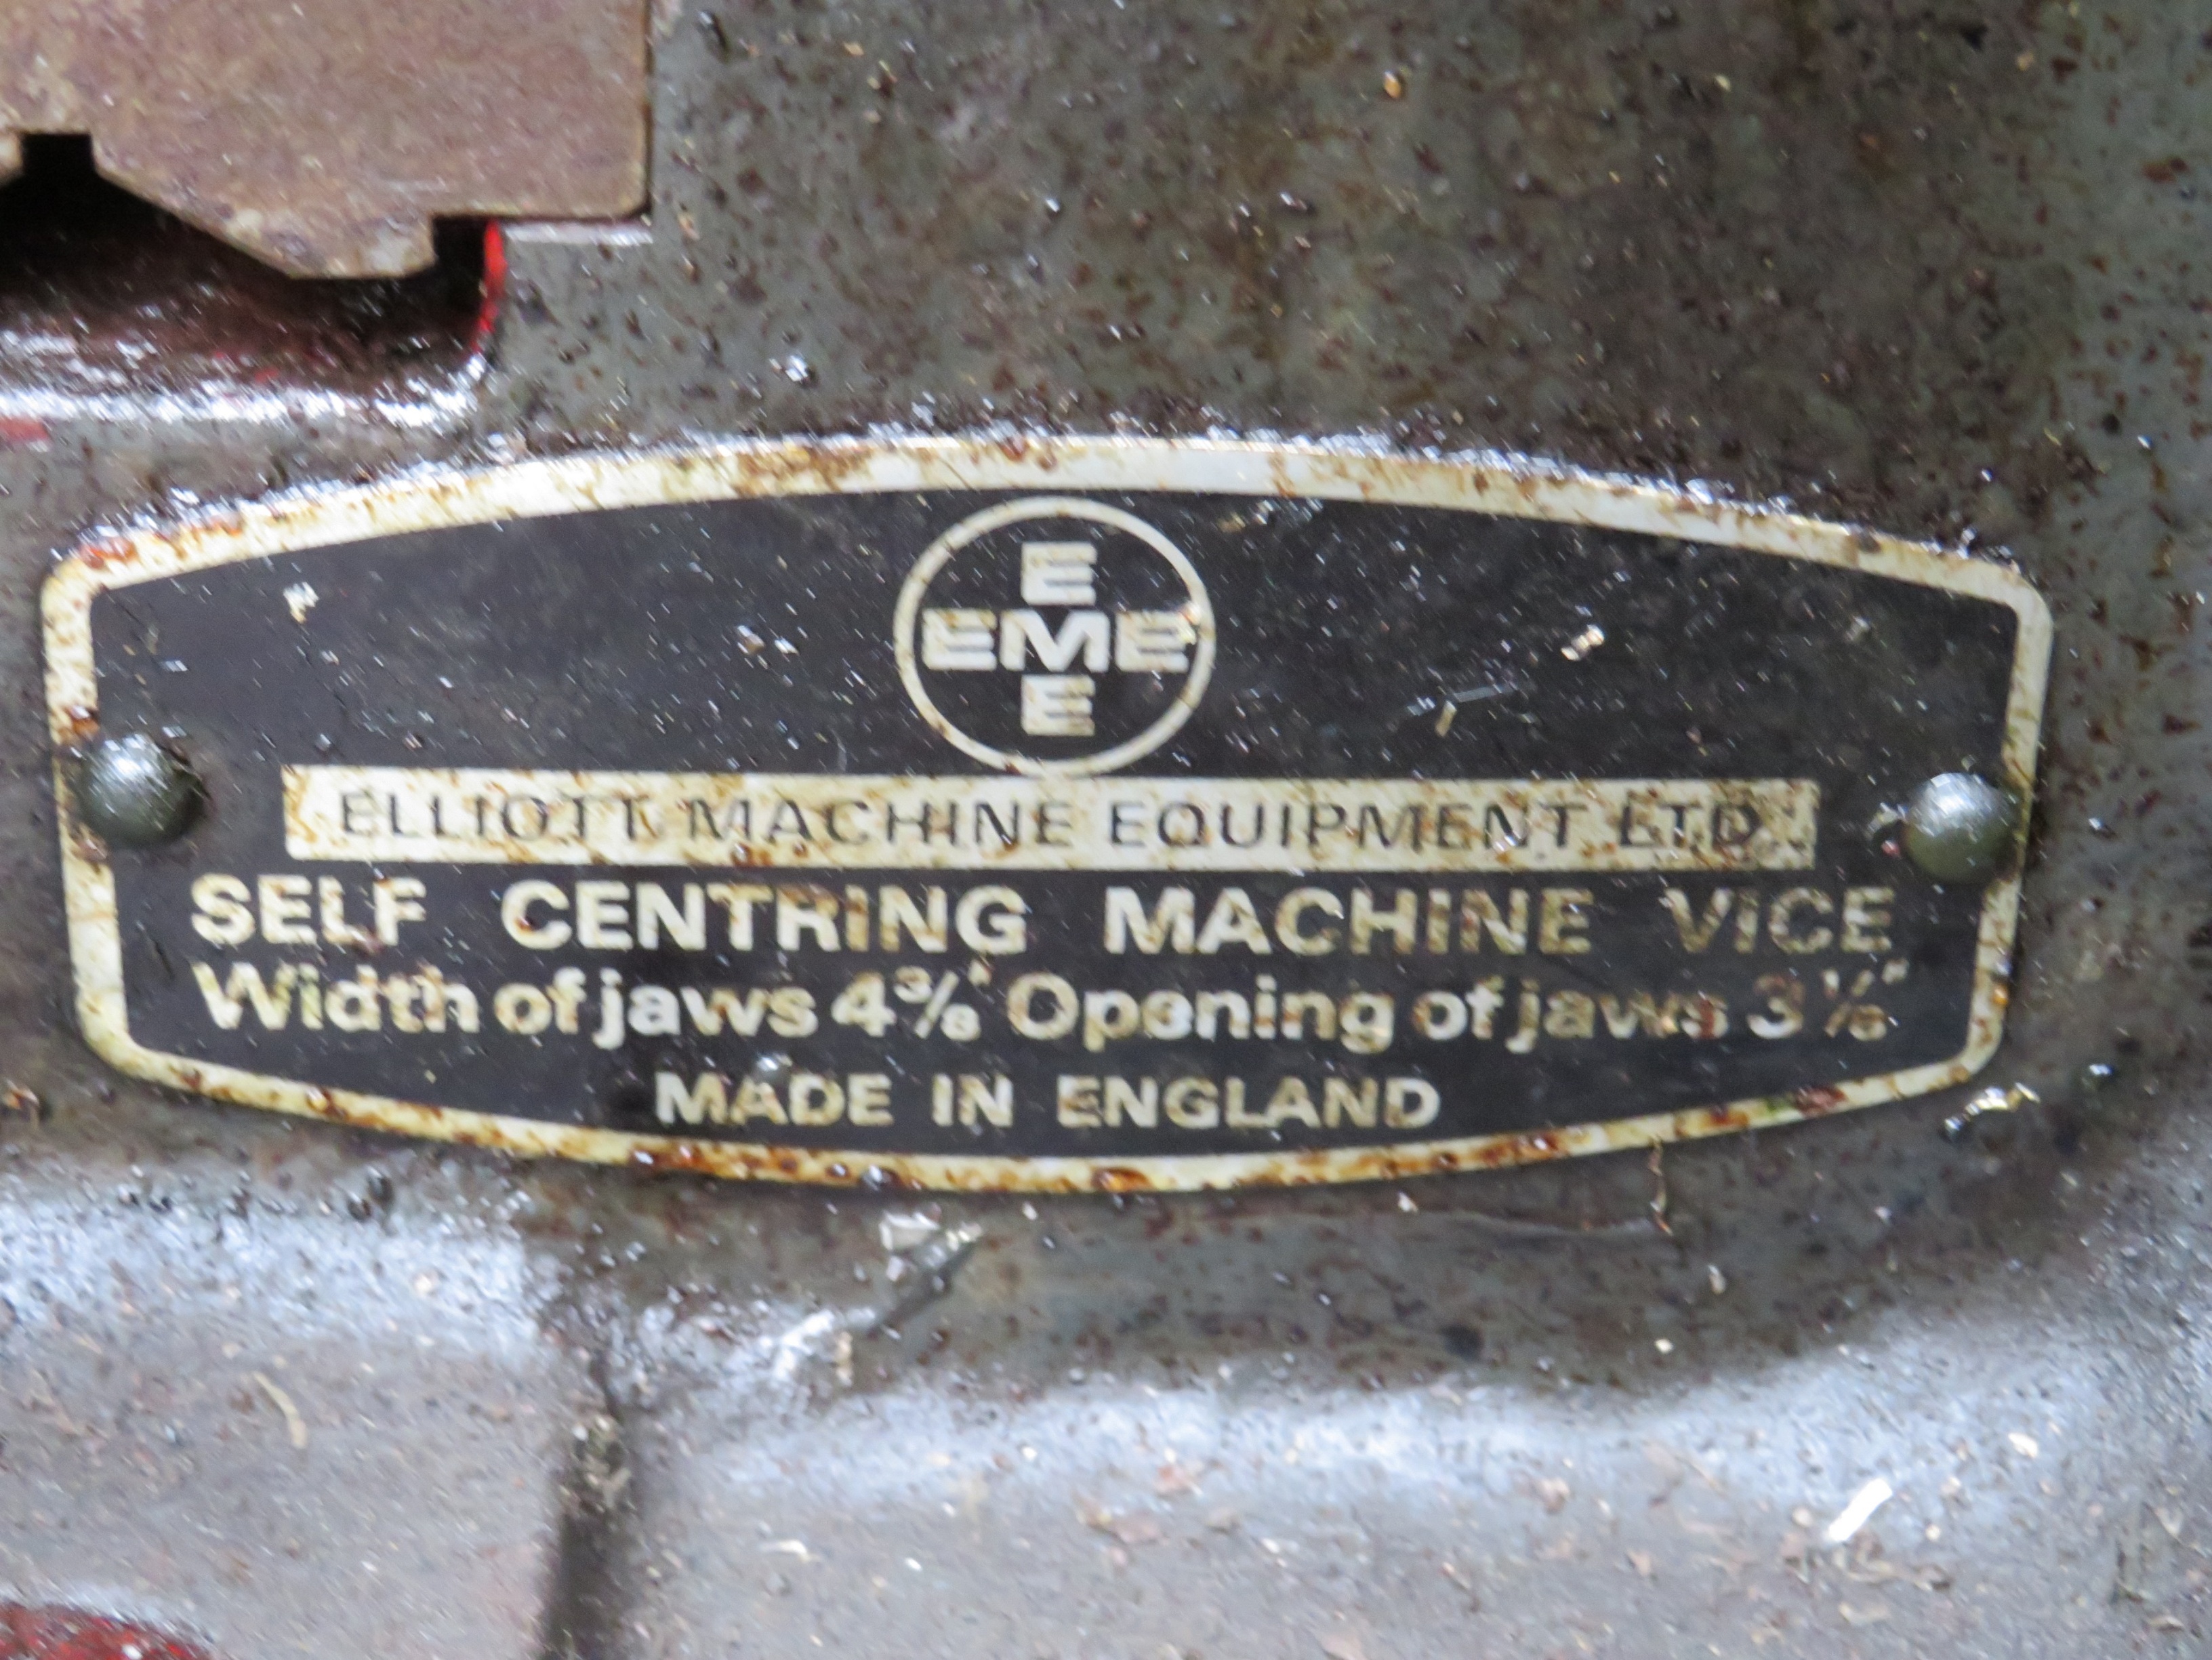 E
EME
E
ELLIOTT MACHINE EQUIPMENT LTD.
SELF CENTRING MACHINE VICE
Width of jaws 4⅜" Opening of jaws 3⅛"
MADE IN ENGLAND